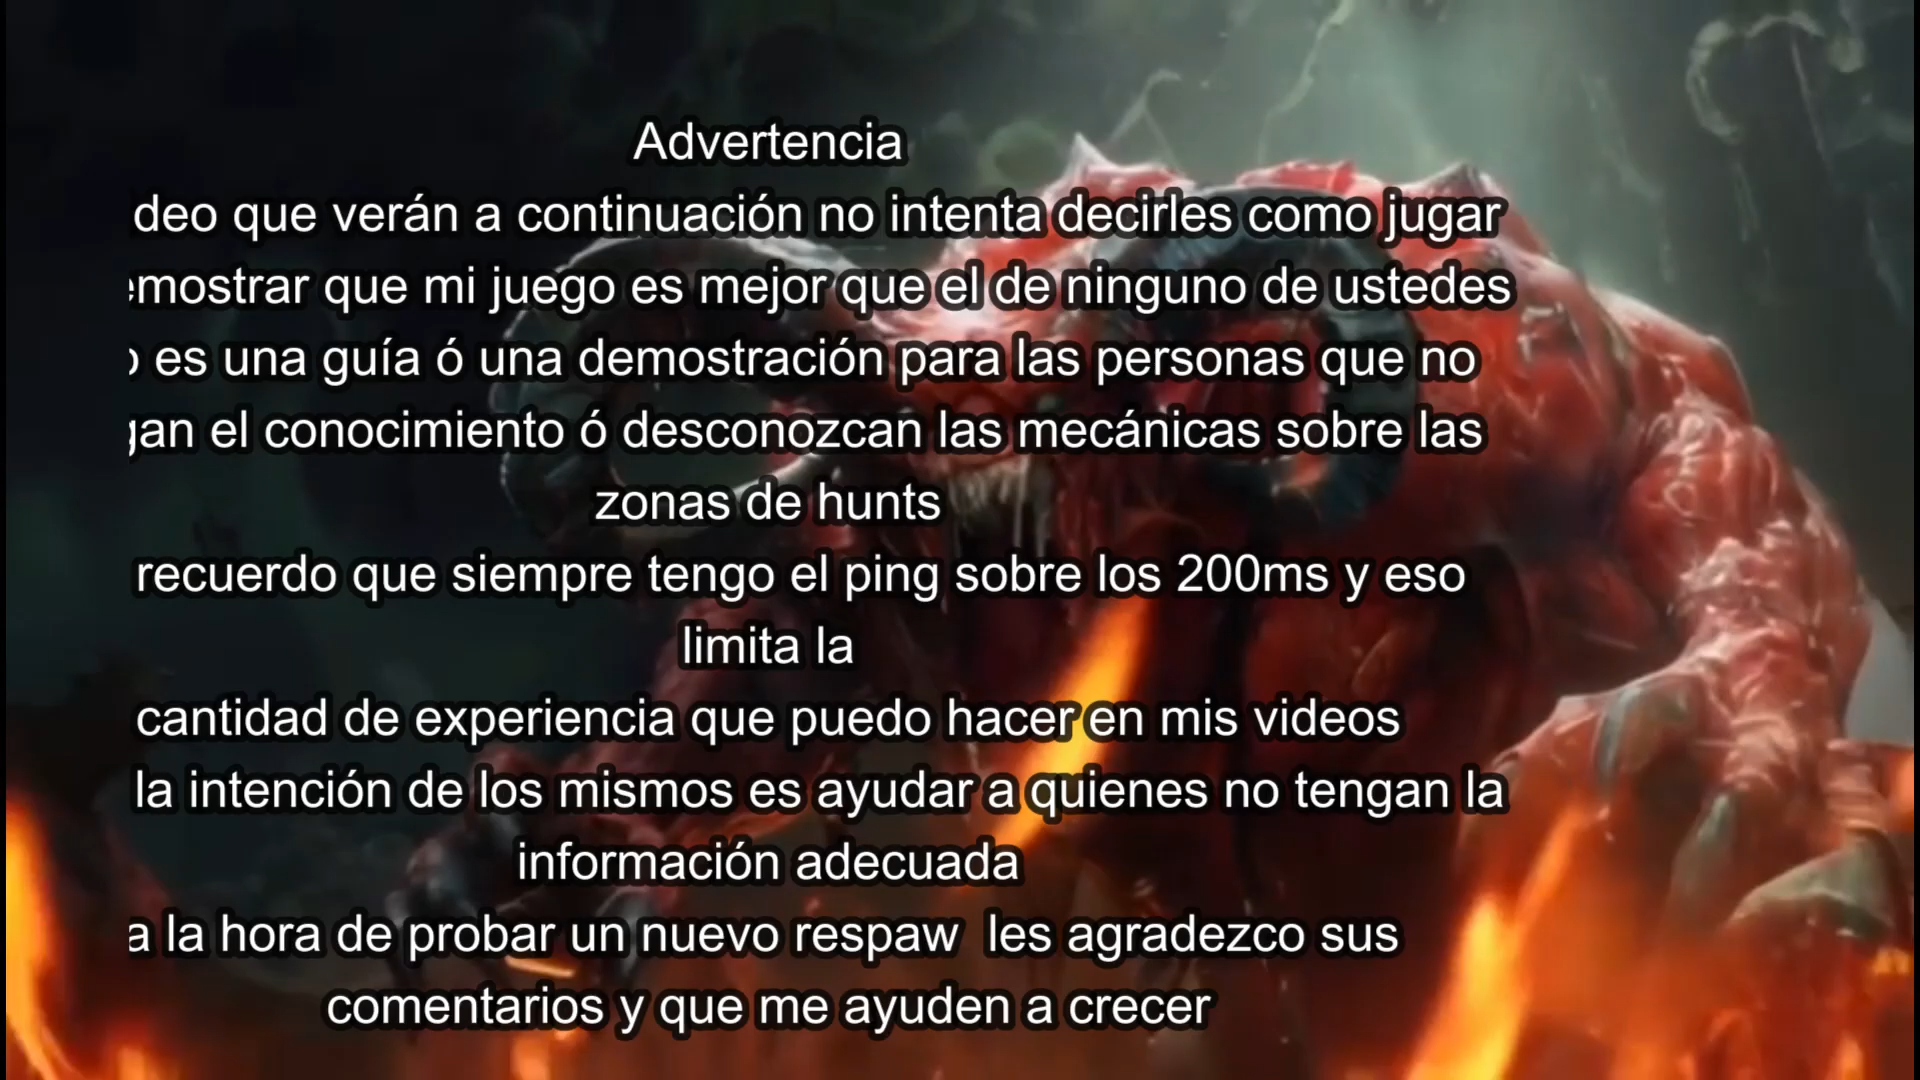 Advertencia
deo que verán a continuación no intenta decirles como jugar
mostrar que mi juego es mejor que el de ninguno de ustedes
es una guía ó una demostración para las personas que no
gan el conocimiento ó desconozcan las mecánicas sobre las
zonas de hunts
recuerdo que siempre tengo el ping sobre los 200ms y eso
limita la
cantidad de experiencia que puedo hacer en mis videos
la intención de los mismos es ayudar a quienes no tengan la
información adecuada
a la hora de probar un nuevo respaw  les agradezco sus
comentarios y que me ayuden a crecer